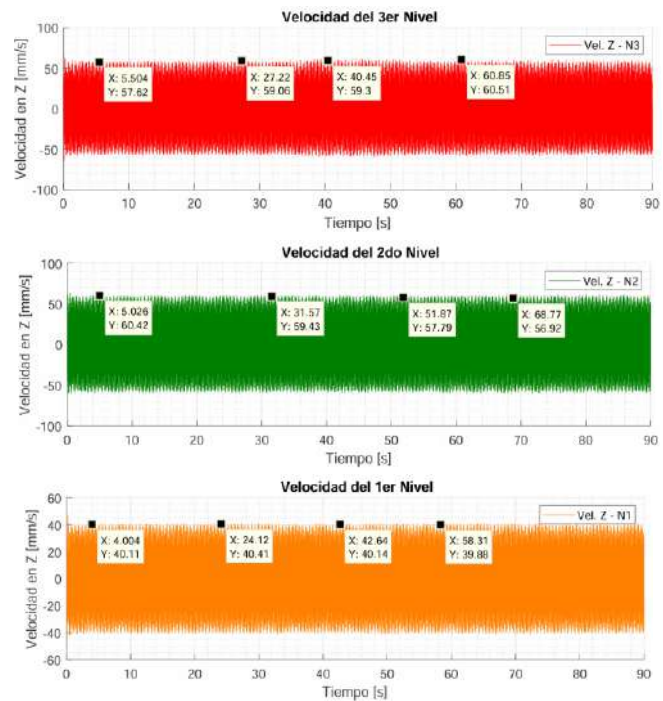 Velocidad del 3er Nivel
Velocidad en Z [mm/s]
100
50
0
-50
-100
Vel. Z - N3
X: 5.504
Y: 57.62
X: 27.22
Y: 59.06
X: 40.45
Y: 59.3
X: 60.85
Y: 60.51
0 10 20 30 40 50 60 70 80 90
Tiempo [s]
Velocidad del 2do Nivel
Velocidad en Z [mm/s]
100
50
0
-50
-100
Vel. Z - N2
X: 5.026
Y: 60.42
X: 31.57
Y: 59.43
X: 51.87
Y: 57.79
X: 68.77
Y: 56.92
0 10 20 30 40 50 60 70 80 90
Tiempo [s]
Velocidad del 1er Nivel
Velocidad en Z [mm/s]
60
40
20
0
-20
-40
-60
Vel. Z - N1
X: 4.004
Y: 40.11
X: 24.12
Y: 40.41
X: 42.64
Y: 40.14
X: 58.31
Y: 39.88
0 10 20 30 40 50 60 70 80 90
Tiempo [s]